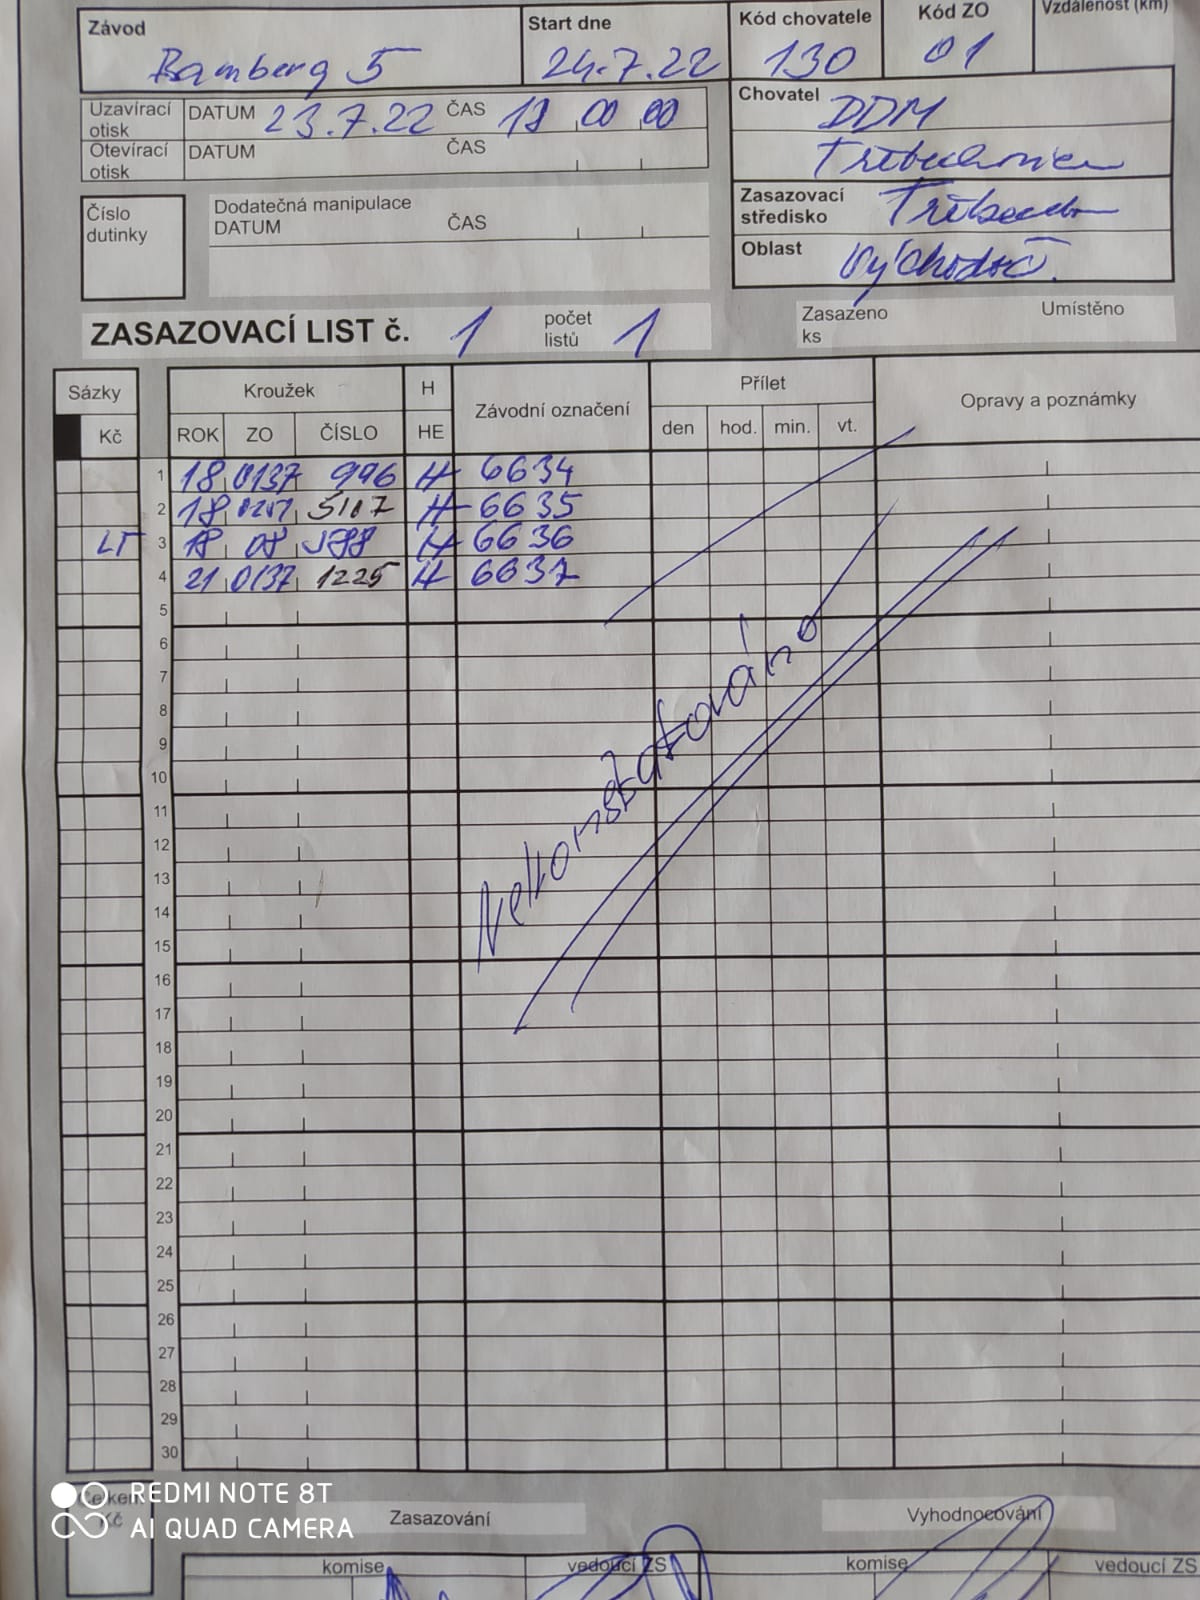 Závod Start dne Kód chovatele Kód ZO Vzdálenost (km)
Bamberg 5 24.7.22 130 01
Uzavírací otisk DATUM 23.7.22 ČAS 18 00 00
Otevírací otisk DATUM ČAS
Chovatel DDM
Číslo dutinky
Dodatečná manipulace
DATUM ČAS
Zasazovací středisko
Oblast Východoč.
ZASAZOVACÍ LIST č. 1 počet listů 1
Zasazeno ks Umístěno
Sázky Kroužek H Závodní označení Přílet Opravy a poznámky
Kč ROK ZO ČÍSLO HE den hod. min. vt.
1 18 0137 996 H 6634
2 18 5107 H 6635
3 18 08 H 6636
4 21 0137 1225 H 6637
5
6
7
8
9
10
11
12
13
14
15
16
17
18
19
20
21
22
23
24
25
26
27
28
29
30
Nekonstatováno
Celkem Kč
Zasazování Vyhodnocování
komise vedoucí ZS komise vedoucí ZS
REDMI NOTE 8T
AI QUAD CAMERA